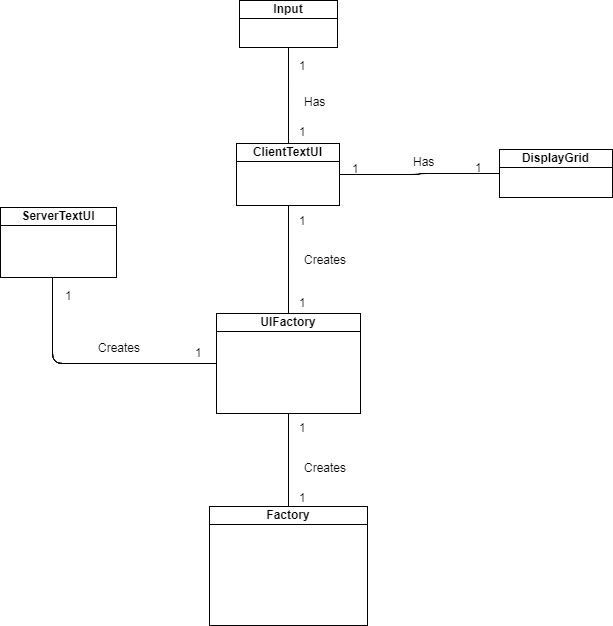 Input
1
Has
1
ClientTextUI
1
Has
1
DisplayGrid
1
Creates
1
ServerTextUI
1
Creates
1
UIFactory
1
Creates
1
Factory